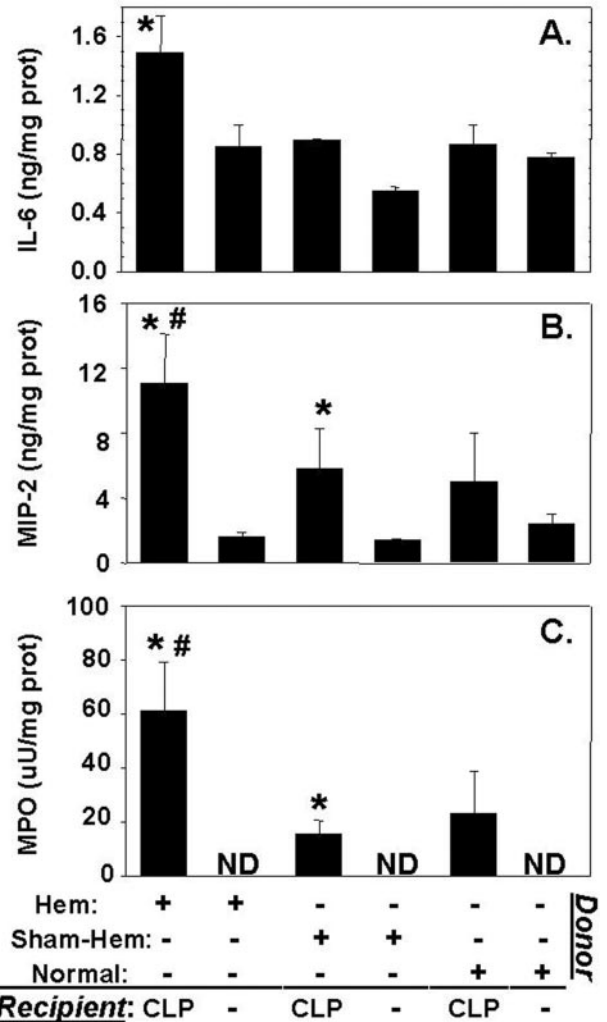 A.
IL-6 (ng/mg prot)
1.6
1.2
0.8
0.4
0.0
*
B.
MIP-2 (ng/mg prot)
16
12
8
4
0
* #
*
C.
MPO (uU/mg prot)
100
80
60
40
20
0
* #
*
ND ND ND
Hem: + + - - - -
Sham-Hem: - - + + - -
Normal: - - - - + +
Donor
Recipient: CLP - CLP - CLP -